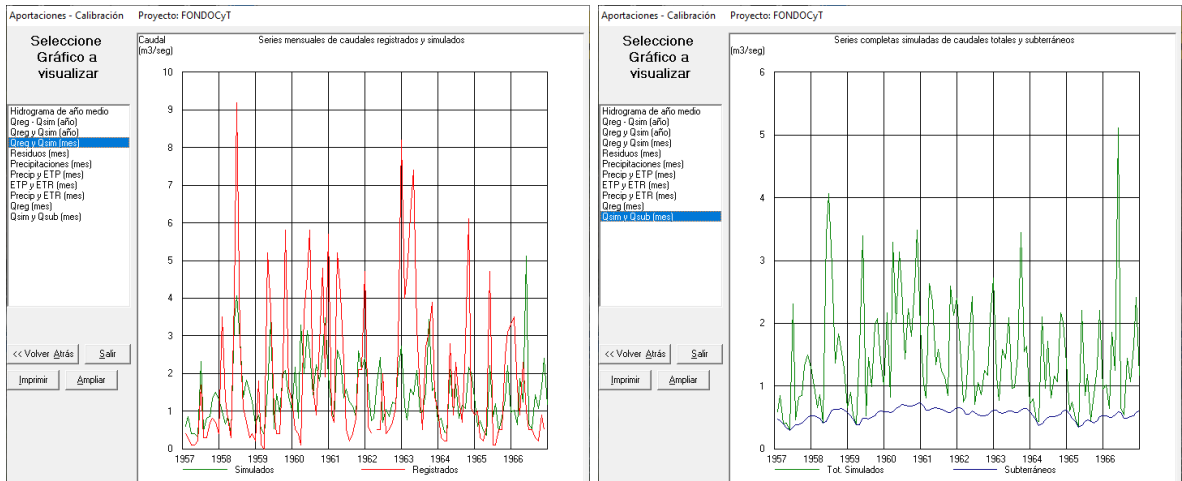 Aportaciones - Calibración Proyecto: FONDOCyT
Seleccione
Gráfico a
visualizar
Hidrograma de año medio
Qreg - Qsim (año)
Qreg y Qsim (año)
Qreg y Qsim (mes)
Residuos (mes)
Precipitaciones (mes)
Precip y ETP (mes)
ETP y ETR (mes)
Precip y ETR (mes)
Qreg (mes)
Qsim y Qsub (mes)
<< Volver Atrás
Salir
Imprimir
Ampliar
Caudal
(m3/seg)
Series mensuales de caudales registrados y simulados
10
9
8
7
6
5
4
3
2
1
0
1957 1958 1959 1960 1961 1962 1963 1964 1965 1966
Simulados Registrados
Aportaciones - Calibración Proyecto: FONDOCyT
Seleccione
Gráfico a
visualizar
Hidrograma de año medio
Qreg - Qsim (año)
Qreg y Qsim (año)
Qreg y Qsim (mes)
Residuos (mes)
Precipitaciones (mes)
Precip y ETP (mes)
ETP y ETR (mes)
Precip y ETR (mes)
Qreg (mes)
Qsim y Qsub (mes)
<< Volver Atrás
Salir
Imprimir
Ampliar
(m3/seg)
Series completas simuladas de caudales totales y subterráneos
6
5
4
3
2
1
0
1957 1958 1959 1960 1961 1962 1963 1964 1965 1966
Tot. Simulados Subterráneos